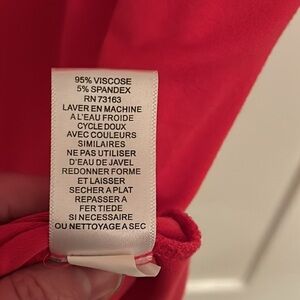 95% VISCOSE
5% SPANDEX
RN 73163
LAVER EN MACHINE
A L'EAU FROIDE
CYCLE DOUX
AVEC COULEURS
SIMILAIRES
NE PAS UTILISER
D'EAU DE JAVEL
REDONNER FORME
ET LAISSER
SECHER A PLAT
REPASSER A
FER TIEDE
SI NECESSAIRE
OU NETTOYAGE A SEC